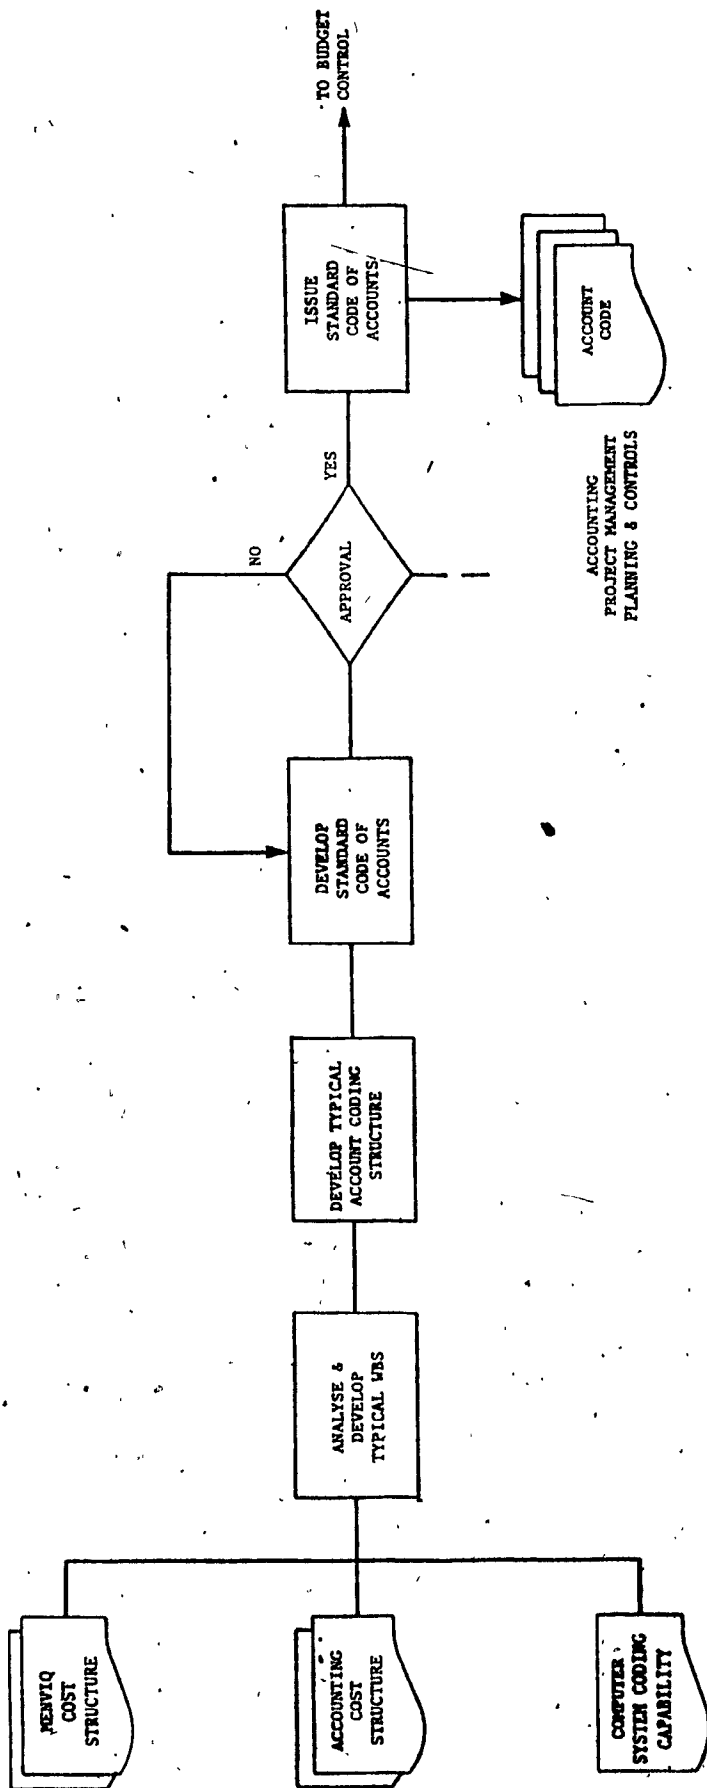 MENVIQ
COST
STRUCTURE
ACCOUNTING
COST
STRUCTURE
COMPUTER
SYSTEM CODING
CAPABILITY
ANALYSE &
DEVELOP
TYPICAL WBS
DEVELOP TYPICAL
ACCOUNT CODING
STRUCTURE
DEVELOP
STANDARD
CODE OF
ACCOUNTS
APPROVAL
NO
YES
ISSUE
STANDARD
CODE OF
ACCOUNTS
TO BUDGET
CONTROL
ACCOUNT
CODE
ACCOUNTING
PROJECT MANAGEMENT
PLANNING & CONTROLS